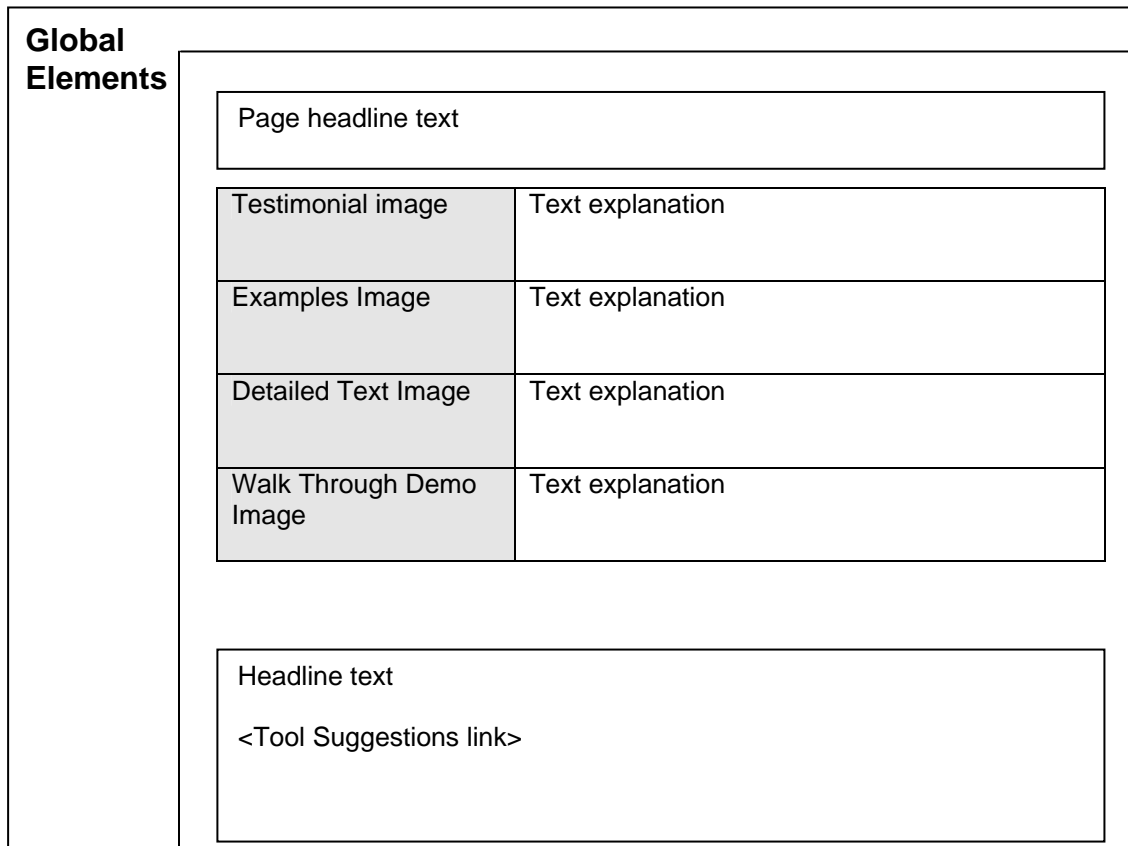 Global
Elements
Page headline text
Testimonial image
Text explanation
Examples Image
Text explanation
Detailed Text Image
Text explanation
Walk Through Demo
Image
Text explanation
Headline text
<Tool Suggestions link>